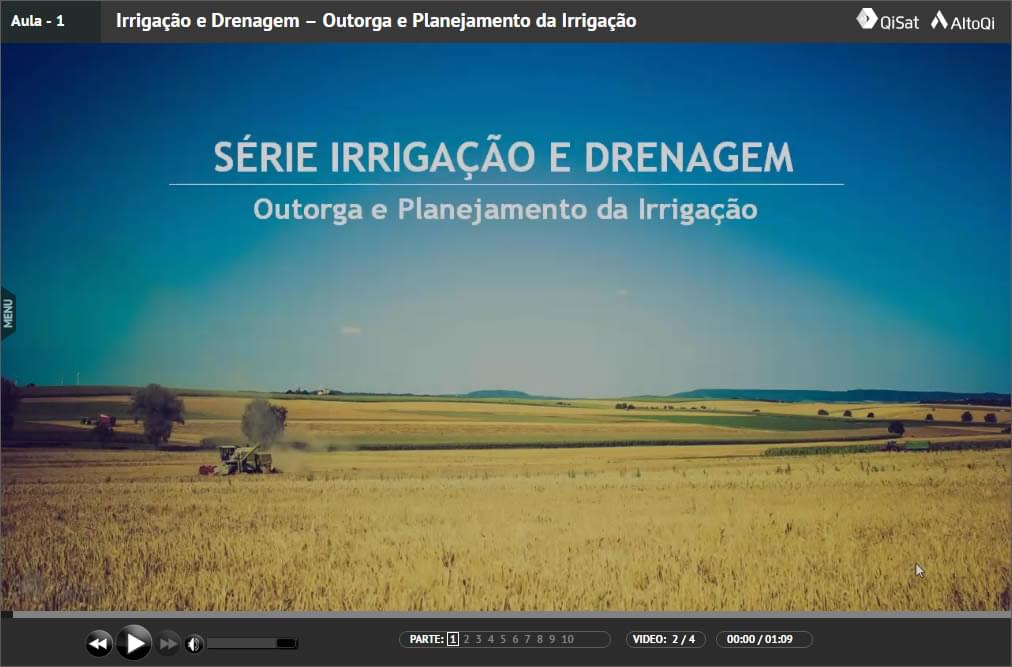 Aula - 1
Irrigação e Drenagem – Outorga e Planejamento da Irrigação
QiSat
AltoQi
SÉRIE IRRIGAÇÃO E DRENAGEM
Outorga e Planejamento da Irrigação
MENU
PARTE: 1 2 3 4 5 6 7 8 9 10
VIDEO: 2 / 4
00:00 / 01:09